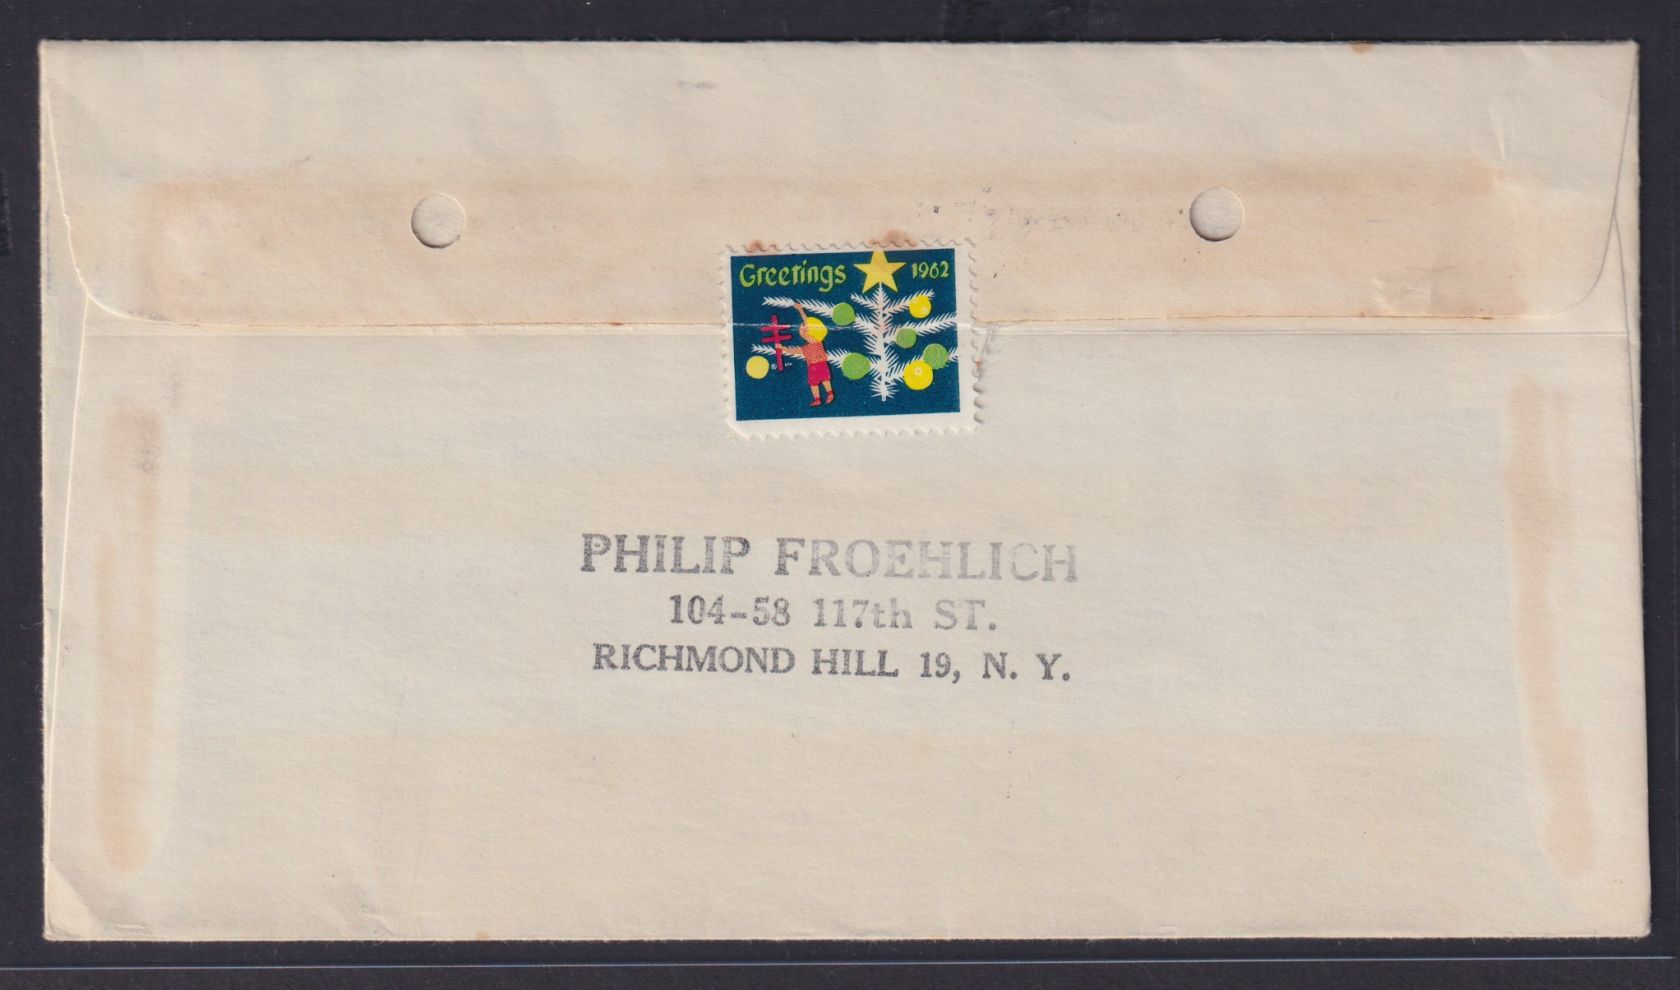 Greetings 1962
PHILIP FROEHLICH
104-58 117th ST.
RICHMOND HILL 19, N. Y.